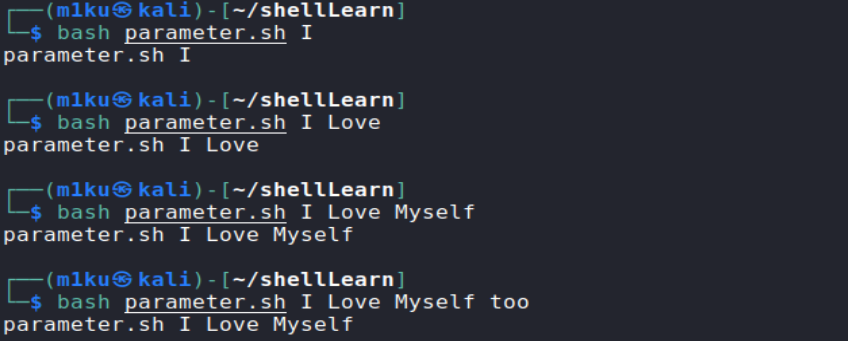 ┌──(m1ku㉿kali)-[~/shellLearn]
└─$ bash parameter.sh I
parameter.sh I
┌──(m1ku㉿kali)-[~/shellLearn]
└─$ bash parameter.sh I Love
parameter.sh I Love
┌──(m1ku㉿kali)-[~/shellLearn]
└─$ bash parameter.sh I Love Myself
parameter.sh I Love Myself
┌──(m1ku㉿kali)-[~/shellLearn]
└─$ bash parameter.sh I Love Myself too
parameter.sh I Love Myself